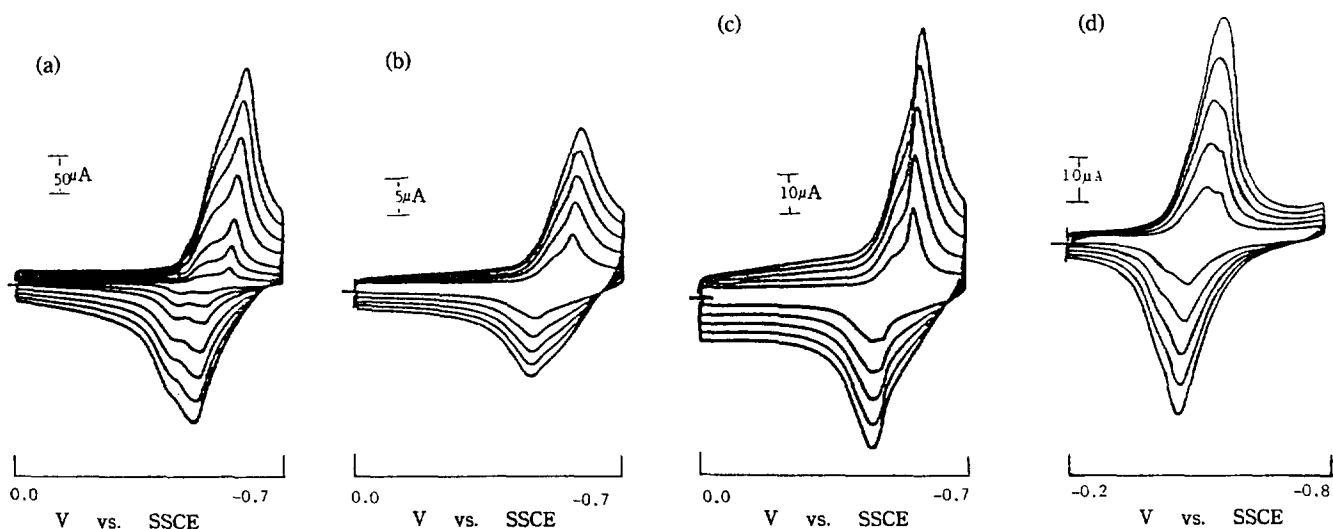 (a)
50μA
0.0 -0.7
V vs. SSCE
(b)
5μA
0.0 -0.7
V vs. SSCE
(c)
10μA
0.0 -0.7
V vs. SSCE
(d)
10μA
-0.2 -0.8
V vs. SSCE